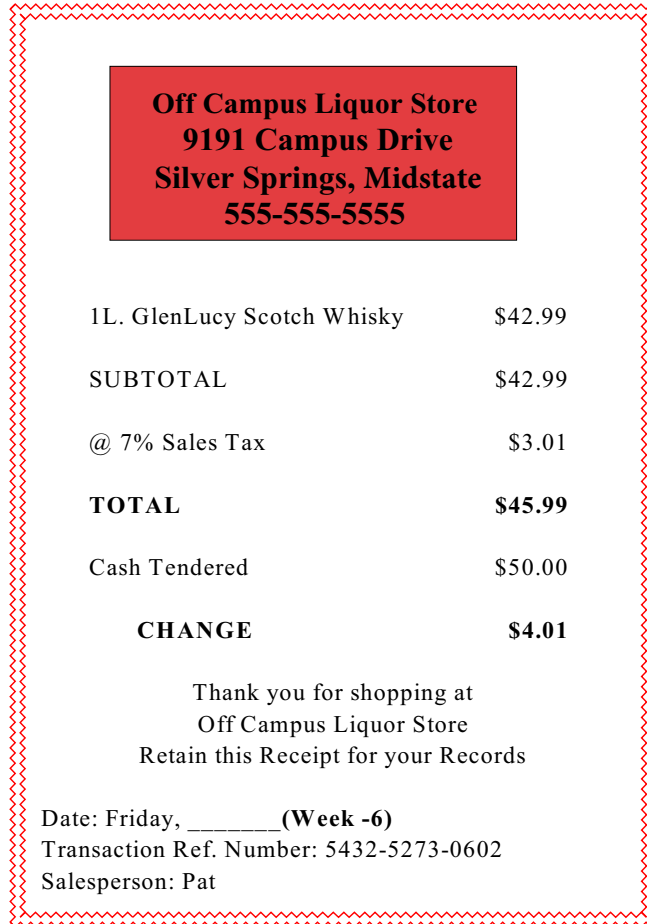 Off Campus Liquor Store
9191 Campus Drive
Silver Springs, Midstate
555-555-5555
1L. GlenLucy Scotch Whisky $42.99
SUBTOTAL $42.99
@ 7% Sales Tax $3.01
TOTAL $45.99
Cash Tendered $50.00
CHANGE $4.01
Thank you for shopping at
Off Campus Liquor Store
Retain this Receipt for your Records
Date: Friday, _______(Week -6)
Transaction Ref. Number: 5432-5273-0602
Salesperson: Pat